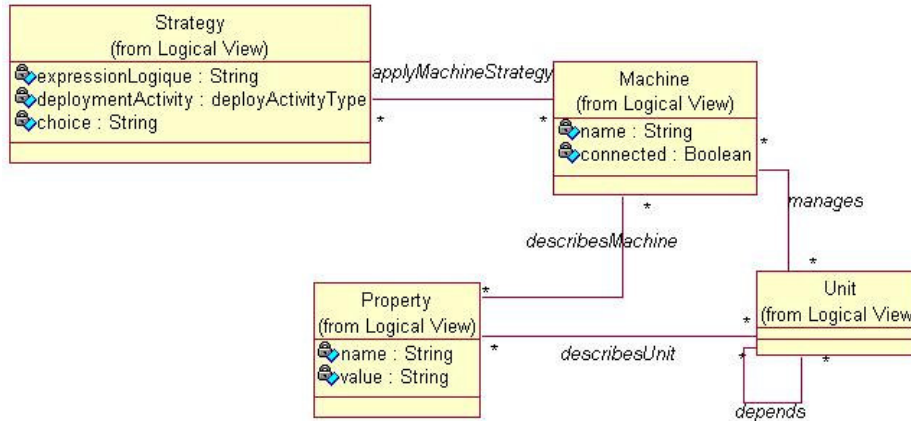 Strategy
(from Logical View)
expressionLogique : String
deploymentActivity : deployActivityType
choice : String
applyMachineStrategy
*
*
Machine
(from Logical View)
name : String
connected : Boolean
*
manages
*
*
describesMachine
*
Property
(from Logical View)
name : String
value : String
*
describesUnit
*
Unit
(from Logical View
*
*
depends